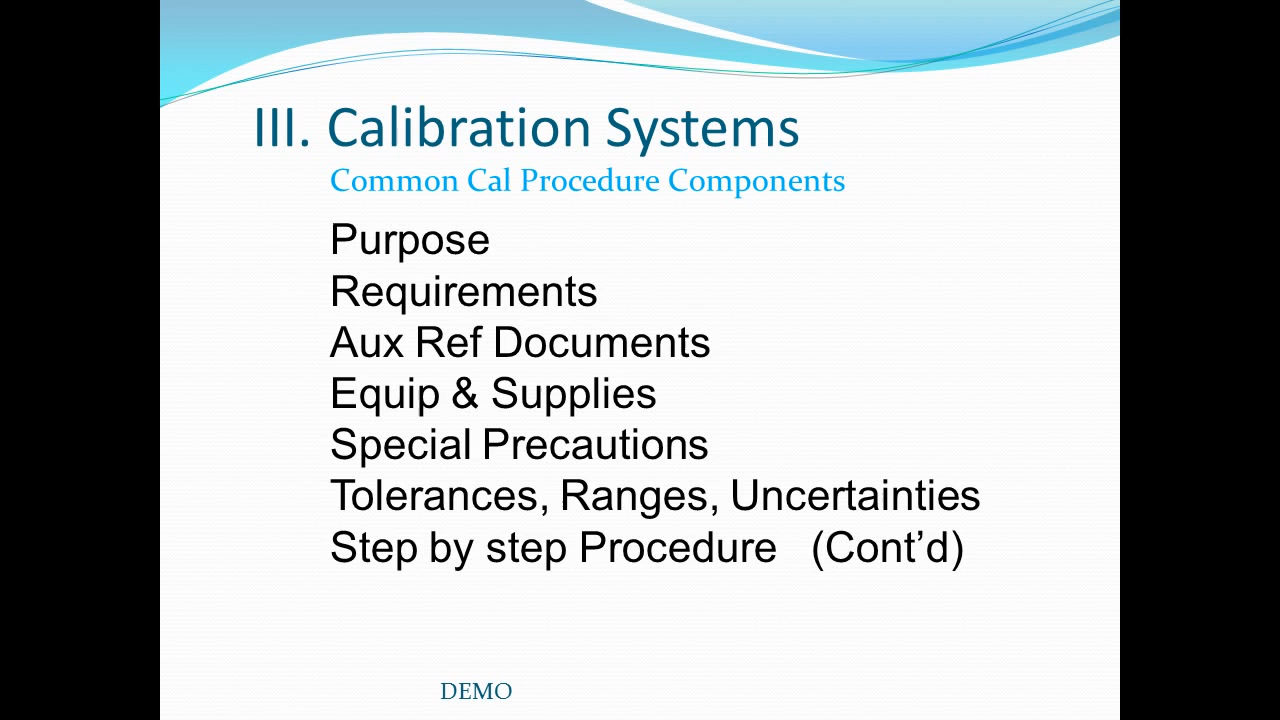 III. Calibration Systems
Common Cal Procedure Components
Purpose
Requirements
Aux Ref Documents
Equip & Supplies
Special Precautions
Tolerances, Ranges, Uncertainties
Step by step Procedure (Cont’d)
DEMO